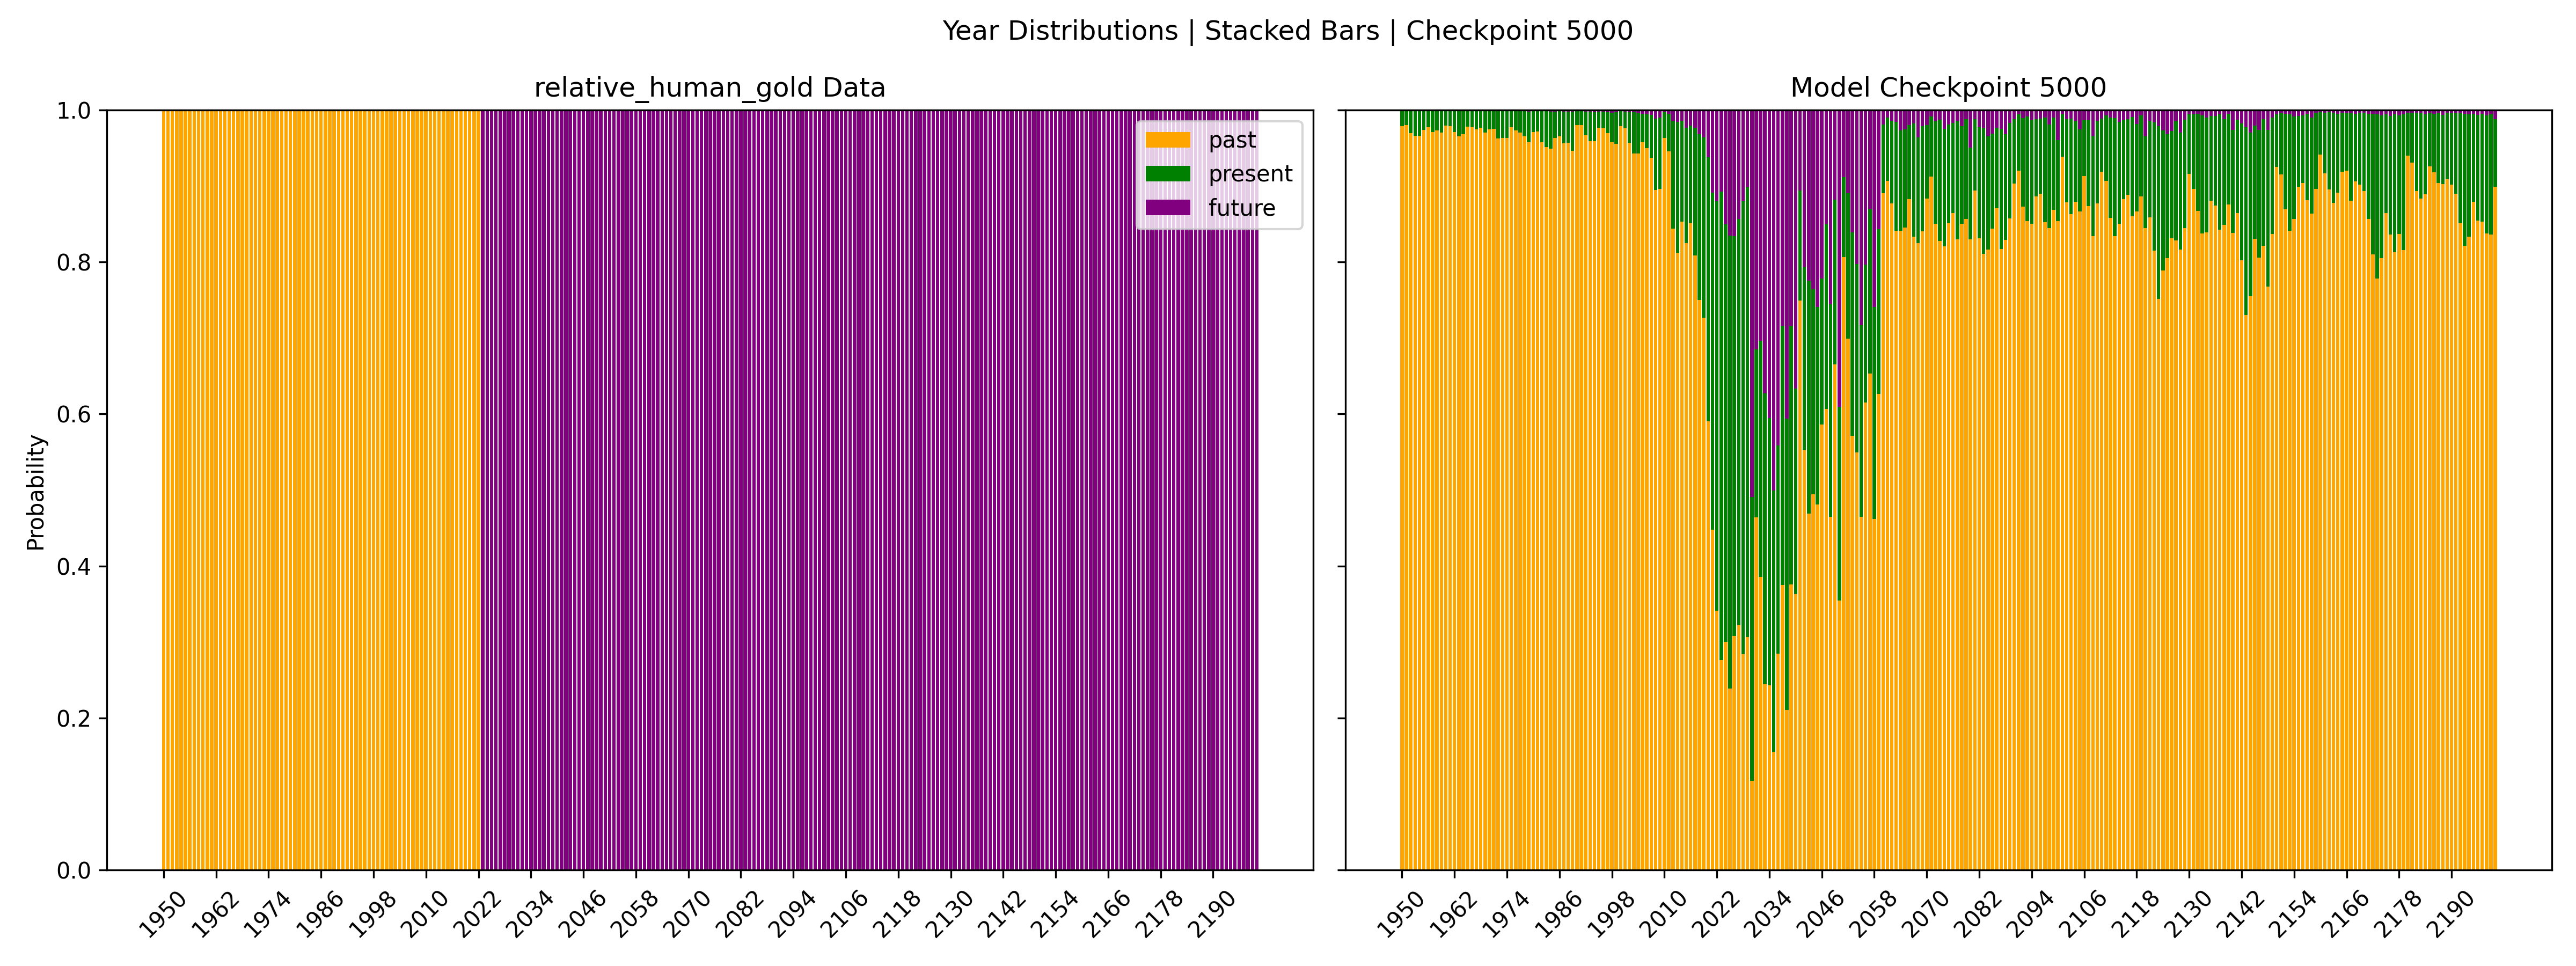 Year Distributions | Stacked Bars | Checkpoint 5000
relative_human_gold Data
Model Checkpoint 5000
past
present
future
Probability
1.0
0.8
0.6
0.4
0.2
0.0
1950 1962 1974 1986 1998 2010 2022 2034 2046 2058 2070 2082 2094 2106 2118 2130 2142 2154 2166 2178 2190
1950 1962 1974 1986 1998 2010 2022 2034 2046 2058 2070 2082 2094 2106 2118 2130 2142 2154 2166 2178 2190